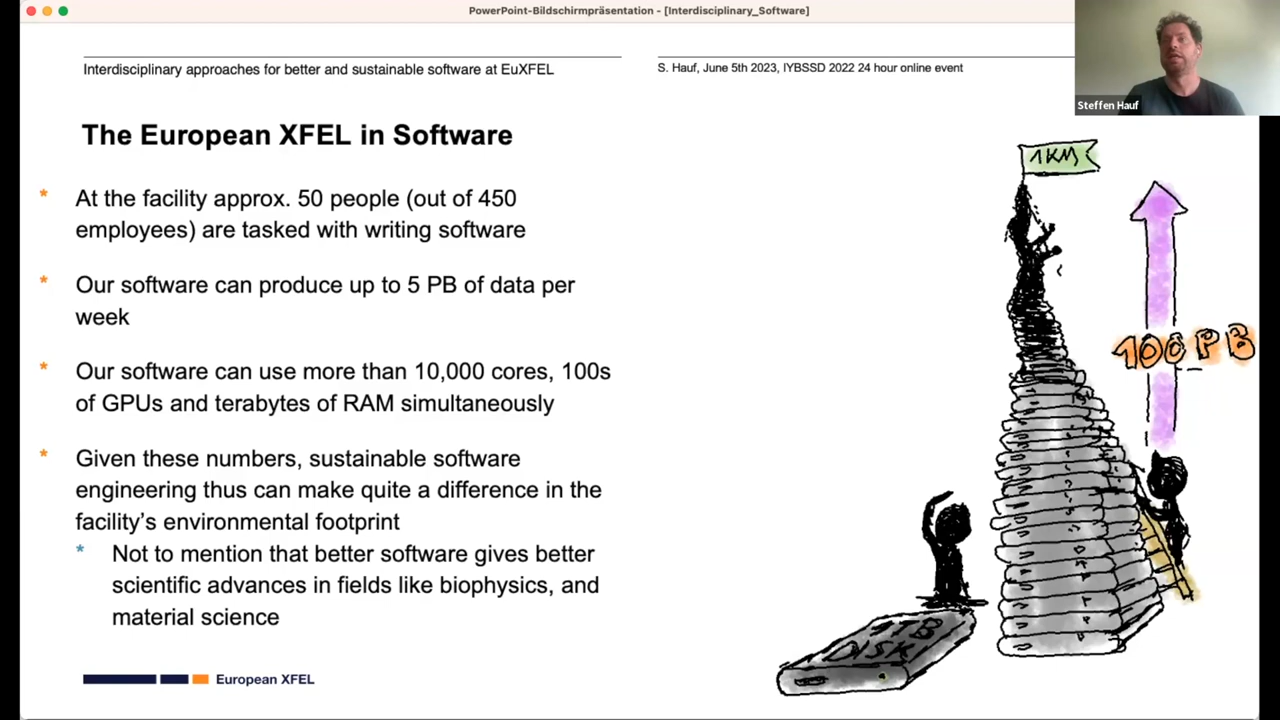 PowerPoint-Bildschirmpräsentation - [Interdisciplinary_Software]
Interdisciplinary approaches for better and sustainable software at EuXFEL
S. Hauf, June 5th 2023, IYBSSD 2022 24 hour online event
Steffen Hauf
The European XFEL in Software
* At the facility approx. 50 people (out of 450
employees) are tasked with writing software
* Our software can produce up to 5 PB of data per
week
* Our software can use more than 10,000 cores, 100s
of GPUs and terabytes of RAM simultaneously
* Given these numbers, sustainable software
engineering thus can make quite a difference in the
facility's environmental footprint
* Not to mention that better software gives better
scientific advances in fields like biophysics, and
material science
1KM
100PB
TB
DISK
European XFEL